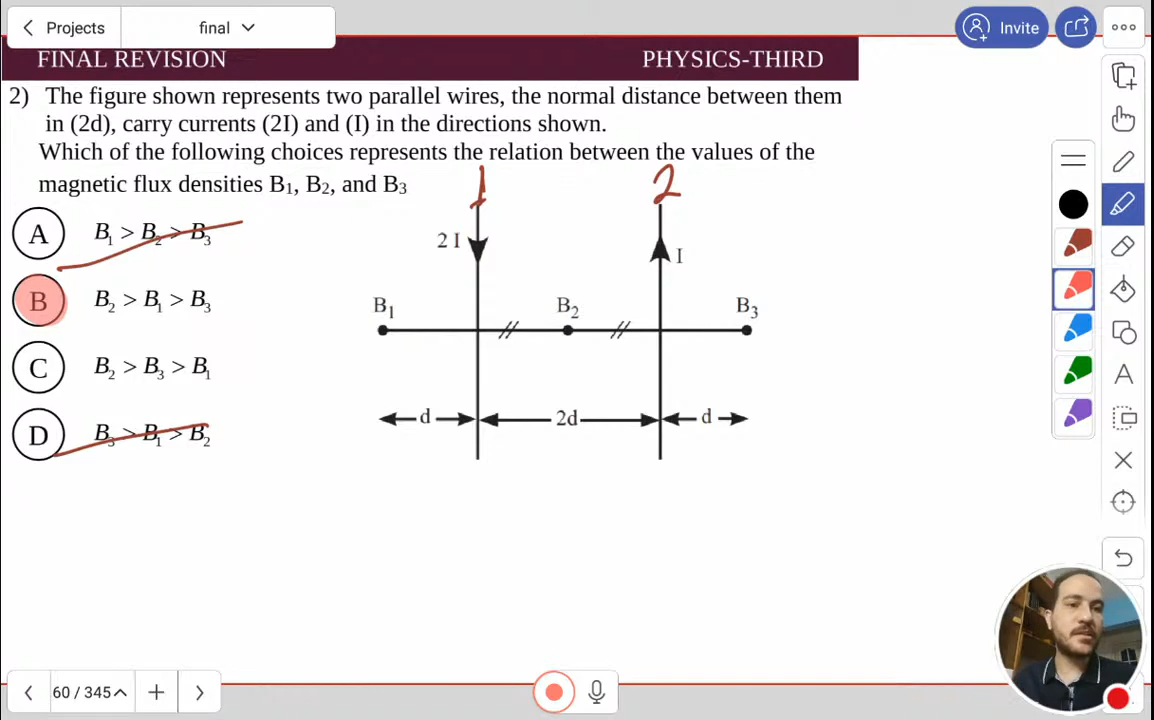 Projects
final
Invite
FINAL REVISION PHYSICS-THIRD
2) The figure shown represents two parallel wires, the normal distance between them
in (2d), carry currents (2I) and (I) in the directions shown.
Which of the following choices represents the relation between the values of the
magnetic flux densities B₁, B₂, and B₃
1 2
A B₁ > B₂ > B₃
B B₂ > B₁ > B₃
C B₂ > B₃ > B₁
D B₃ > B₁ > B₂
2 I I
B₁ B₂ B₃
d 2d d
A
60 / 345